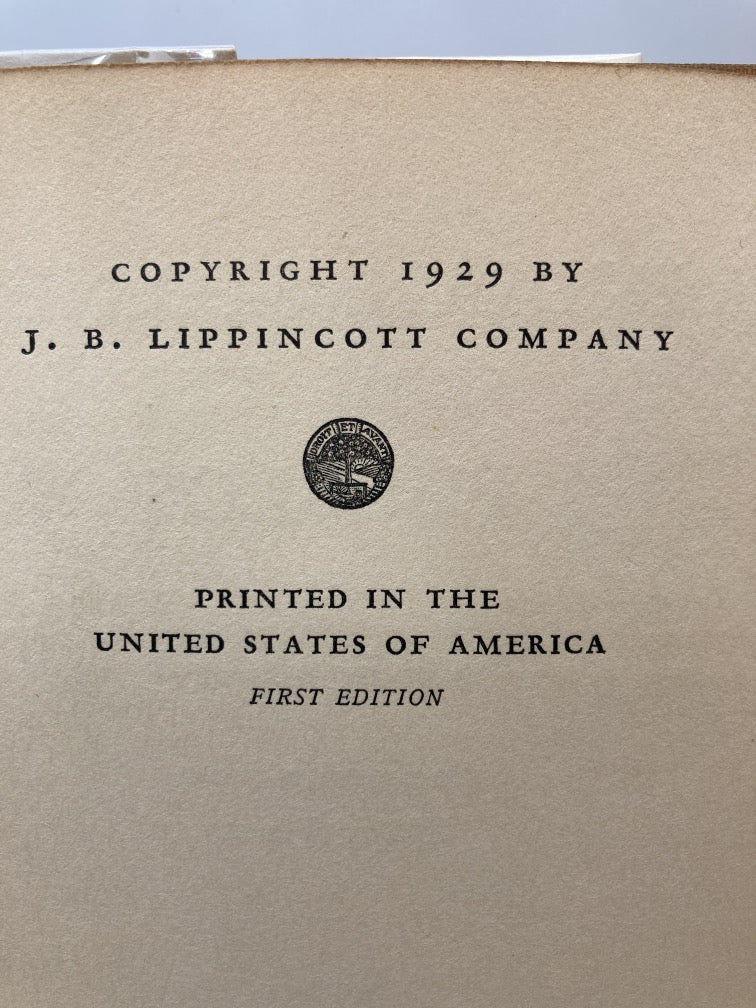 COPYRIGHT 1929 BY
J. B. LIPPINCOTT COMPANY
DROIT ET AVANT
PRINTED IN THE
UNITED STATES OF AMERICA
FIRST EDITION